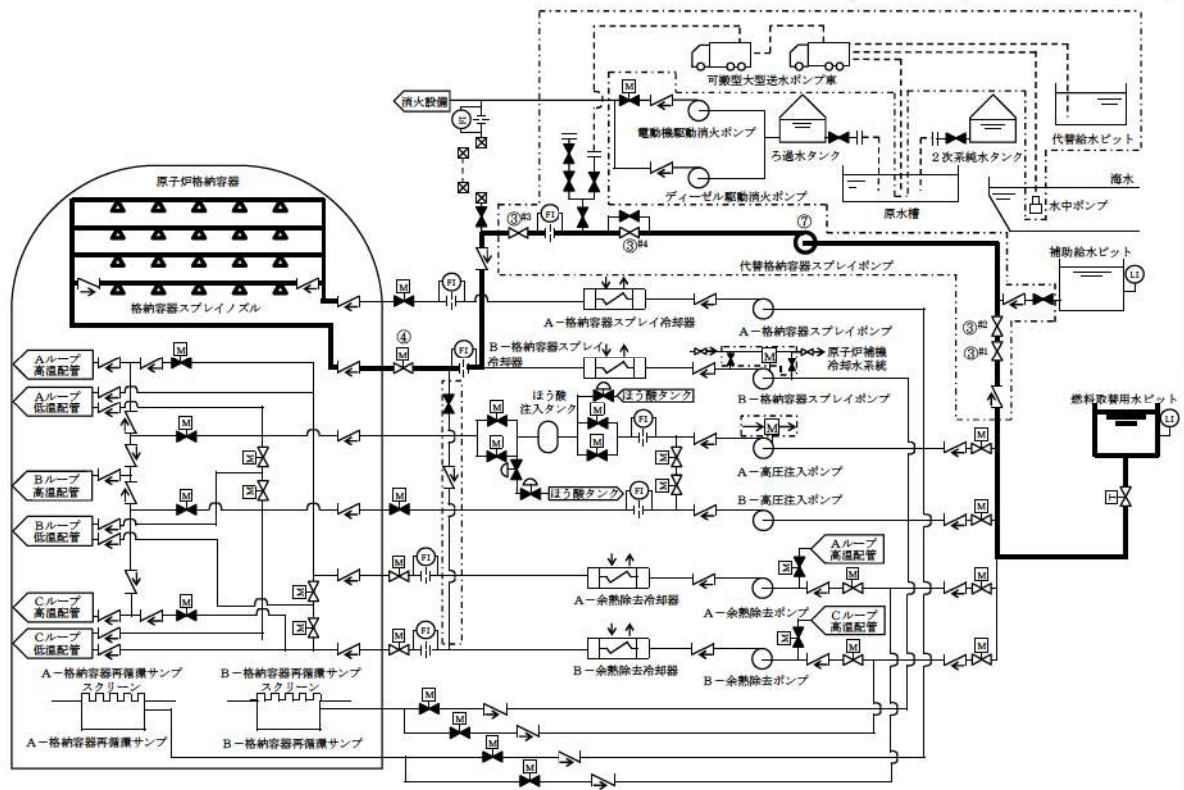 可搬型大型送水ポンプ車
消火設備
M
FI
電動機駆動消火ポンプ
ろ過水タンク
2次系純水タンク
代替給水ピット
ディーゼル駆動消火ポンプ
原水槽
海水
水中ポンプ
原子炉格納容器
③#3
FI
③#4
⑦
代替格納容器スプレイポンプ
補助給水ピット
LI
格納容器スプレイノズル
M
FI
A-格納容器スプレイ冷却器
A-格納容器スプレイポンプ
③#2
③#1
④
M
FI
B-格納容器スプレイ
冷却器
M
原子炉補機
冷却水系統
B-格納容器スプレイポンプ
Aループ
高温配管
M
Aループ
低温配管
ほう酸
注入タンク
ほう酸タンク
燃料取替用水ピット
LI
M
M
M
M
M
FI
M
M
A-高圧注入ポンプ
M
M
M
Bループ
高温配管
M
ほう酸タンク
FI
M
B-高圧注入ポンプ
M
M
M
Bループ
低温配管
T
Aループ
高温配管
M
FI
M
M
M
M
A-余熱除去冷却器
A-余熱除去ポンプ
Cループ
高温配管
M
Cループ
高温配管
M
Cループ
低温配管
M
FI
M
M
M
B-余熱除去冷却器
B-余熱除去ポンプ
A-格納容器再循環サンプ
スクリーン
B-格納容器再循環サンプ
スクリーン
M
M
A-格納容器再循環サンプ
B-格納容器再循環サンプ
M
M